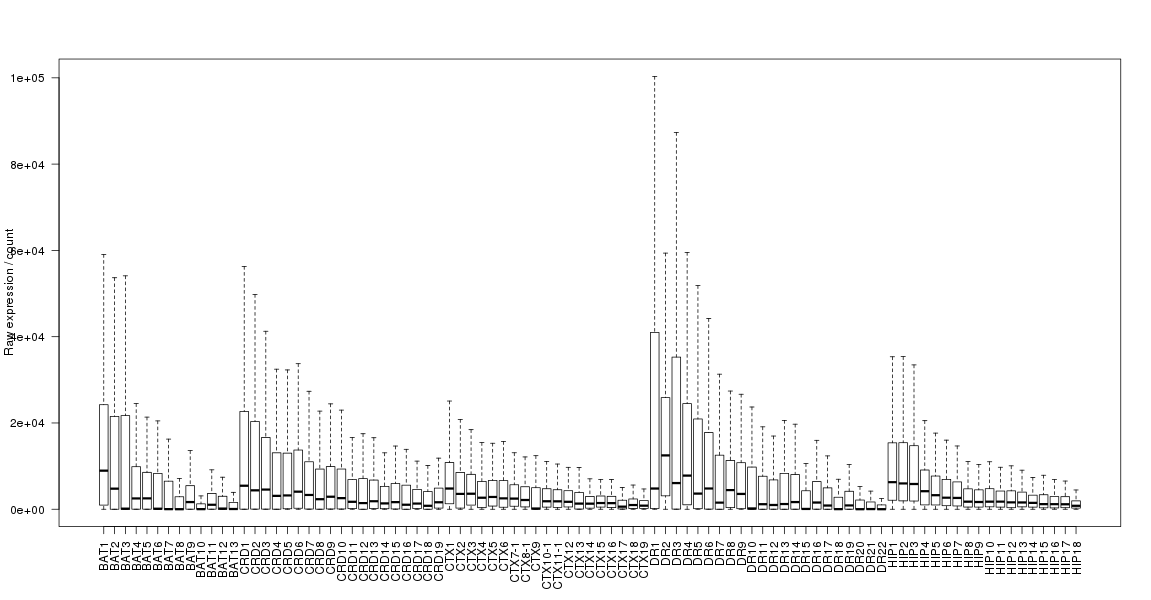 Raw expression / count
1e+05
8e+04
6e+04
4e+04
2e+04
0e+00
BAT1
BAT2
BAT3
BAT4
BAT5
BAT6
BAT7
BAT8
BAT9
BAT10
BAT11
BAT12
BAT13
CRD1
CRD2
CRD3
CRD4
CRD5
CRD6
CRD7
CRD8
CRD9
CRD10
CRD11
CRD12
CRD13
CRD14
CRD15
CRD16
CRD17
CRD18
CRD19
CTX1
CTX2
CTX3
CTX4
CTX5
CTX6
CTX7-1
CTX8-1
CTX9
CTX10-1
CTX11-1
CTX12
CTX13
CTX14
CTX15
CTX16
CTX17
CTX18
CTX19
DR1
DR2
DR3
DR4
DR5
DR6
DR7
DR8
DR9
DR10
DR11
DR12
DR13
DR14
DR15
DR16
DR17
DR18
DR19
DR20
DR21
DR22
HIP1
HIP2
HIP3
HIP4
HIP5
HIP6
HIP7
HIP8
HIP9
HIP10
HIP11
HIP12
HIP13
HIP14
HIP15
HIP16
HIP17
HIP18